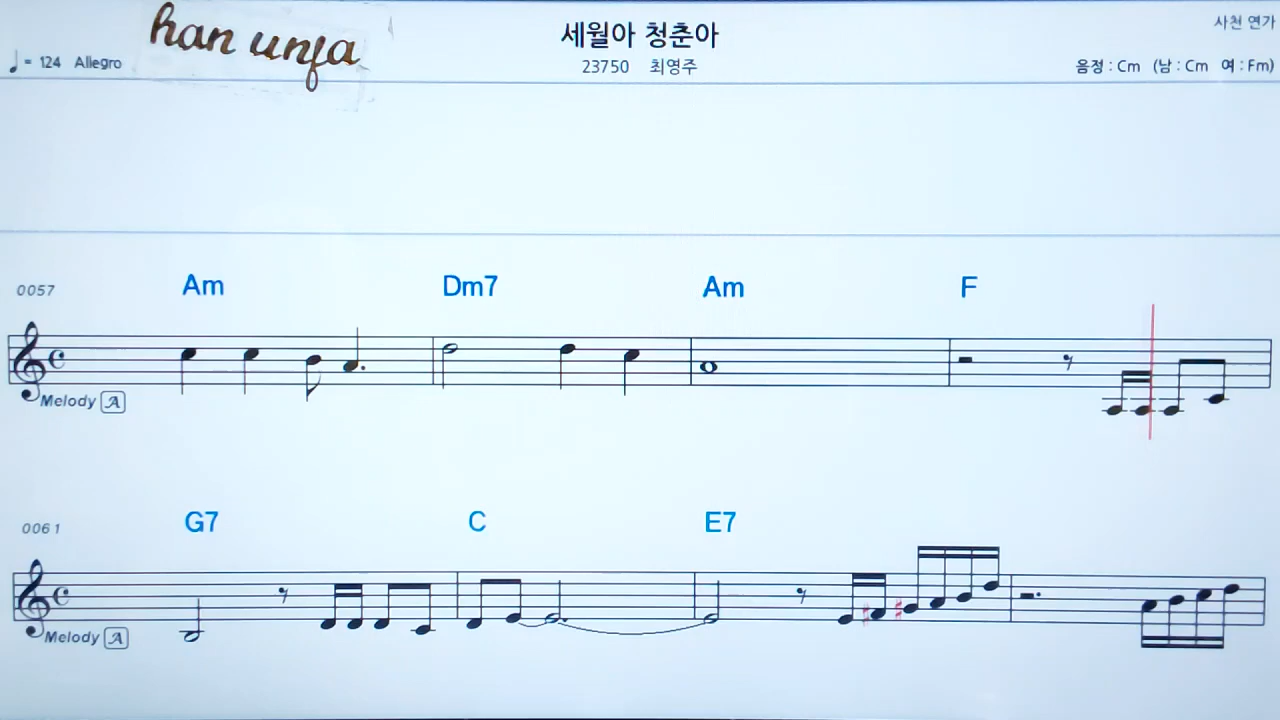 han unja
세월아 청춘아
사천 연가
♩= 124 Allegro
23750 최영주
음정 : Cm (남 : Cm 여 : Fm)
0057 Am Dm7 Am F
Melody A
0061 G7 C E7
Melody A